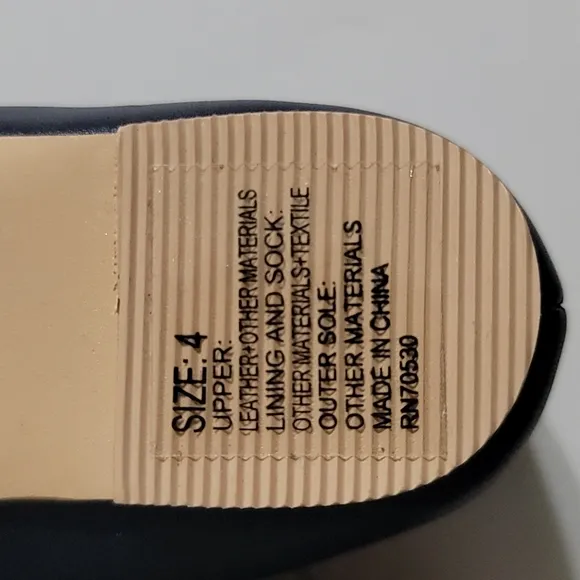 SIZE: 4
UPPER:
LEATHER+OTHER MATERIALS
LINING AND SOCK:
OTHER MATERIALS+TEXTILE
OUTER SOLE:
OTHER MATERIALS
MADE IN CHINA
RN70530